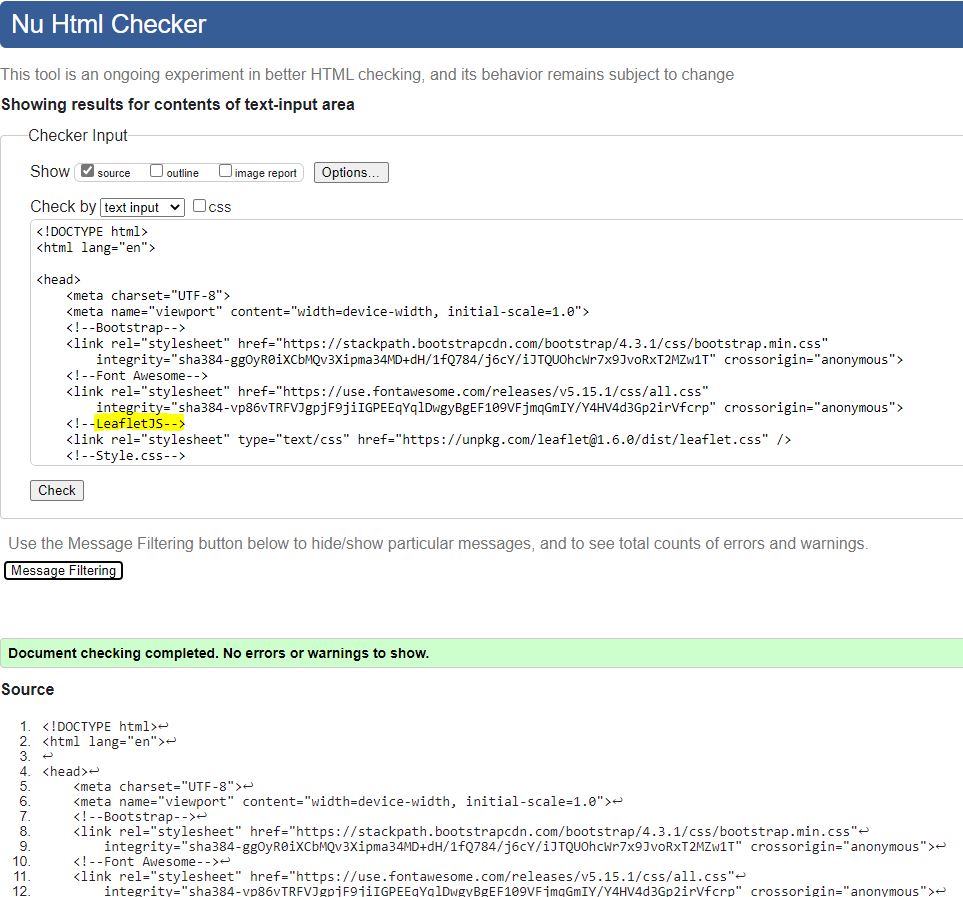 Nu Html Checker
This tool is an ongoing experiment in better HTML checking, and its behavior remains subject to change
Showing results for contents of text-input area
Checker Input
Show source outline image report Options...
Check by text input css
<!DOCTYPE html>
<html lang="en">
<head>
<meta charset="UTF-8">
<meta name="viewport" content="width=device-width, initial-scale=1.0">
<!--Bootstrap-->
<link rel="stylesheet" href="https://stackpath.bootstrapcdn.com/bootstrap/4.3.1/css/bootstrap.min.css"
integrity="sha384-ggOyR0iXCbMQv3Xipma34MD+dH/1fQ784/j6cY/iJTQUOhcWr7x9JvoRxT2MZw1T" crossorigin="anonymous">
<!--Font Awesome-->
<link rel="stylesheet" href="https://use.fontawesome.com/releases/v5.15.1/css/all.css"
integrity="sha384-vp86vTRFVJgpjF9jiIGPEEqYqlDwgyBgEF109VFjmqGmIY/Y4HV4d3Gp2irVfcrp" crossorigin="anonymous">
<!--LeafletJS-->
<link rel="stylesheet" type="text/css" href="https://unpkg.com/leaflet@1.6.0/dist/leaflet.css" />
<!--Style.css-->
Check
Use the Message Filtering button below to hide/show particular messages, and to see total counts of errors and warnings.
Message Filtering
Document checking completed. No errors or warnings to show.
Source
1. <!DOCTYPE html>↩
2. <html lang="en">↩
3. ↩
4. <head>↩
5. <meta charset="UTF-8">↩
6. <meta name="viewport" content="width=device-width, initial-scale=1.0">↩
7. <!--Bootstrap-->↩
8. <link rel="stylesheet" href="https://stackpath.bootstrapcdn.com/bootstrap/4.3.1/css/bootstrap.min.css"↩
9. integrity="sha384-ggOyR0iXCbMQv3Xipma34MD+dH/1fQ784/j6cY/iJTQUOhcWr7x9JvoRxT2MZw1T" crossorigin="anonymous">↩
10. <!--Font Awesome-->↩
11. <link rel="stylesheet" href="https://use.fontawesome.com/releases/v5.15.1/css/all.css"↩
12. integrity="sha384-vp86vTRFVJgpjF9jiIGPEEqYqlDwgyBgEF109VFjmqGmIY/Y4HV4d3Gp2irVfcrp" crossorigin="anonymous">↩